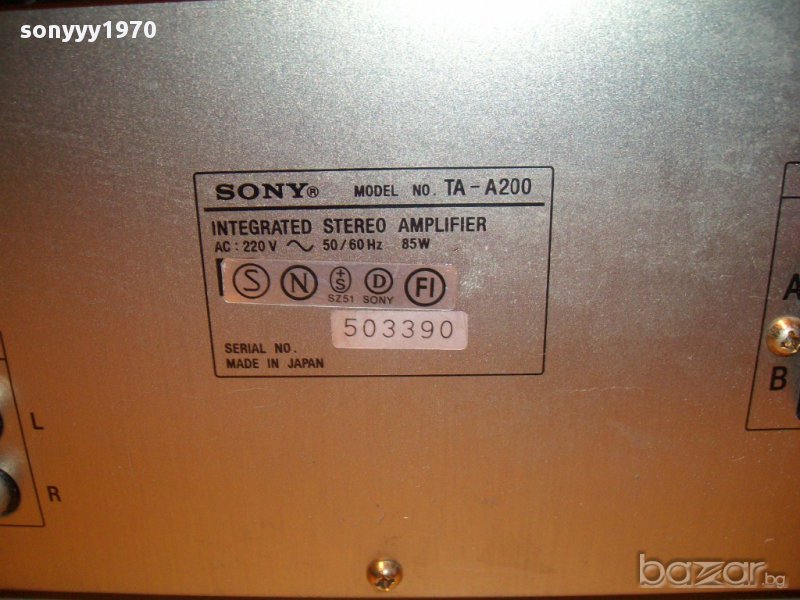 sonyyy1970
SONY® MODEL NO. TA-A200
INTEGRATED STEREO AMPLIFIER
AC: 220V ~ 50/60Hz 85W
S N +S D FI
SZ51 SONY
503390
SERIAL NO.
MADE IN JAPAN
A
B
L
R
bazar.bg